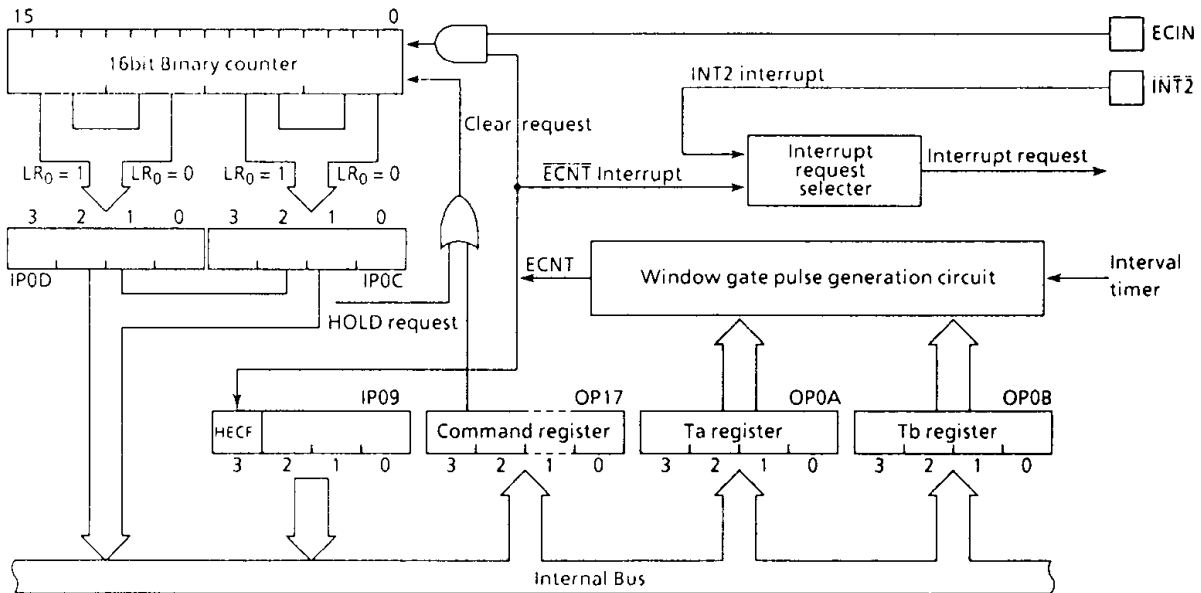 15 0
ECIN
16bit Binary counter
INT2 interrupt
I̅N̅T̅2̅
Clear request
Interrupt request selecter
Interrupt request
E̅C̅N̅T̅ Interrupt
LR0 = 1 LR0 = 0 LR0 = 1 LR0 = 0
3 2 1 0 3 2 1 0
IP0D IP0C
ECNT
Window gate pulse generation circuit
Interval timer
HOLD request
IP09 OP17 OP0A OP0B
HECF Command register Ta register Tb register
3 2 1 0 3 2 1 0 3 2 1 0 3 2 1 0
Internal Bus